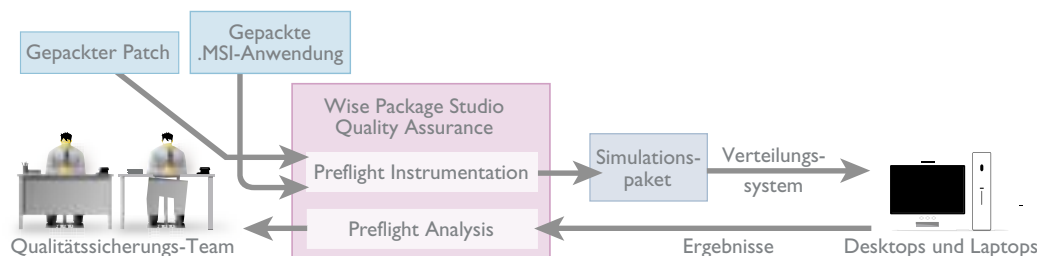 Gepackter Patch
Gepackte
.MSI-Anwendung
Wise Package Studio
Quality Assurance
Preflight Instrumentation
Simulations-
paket
Verteilungs-
system
Preflight Analysis
Qualitätssicherungs-Team
Ergebnisse
Desktops und Laptops